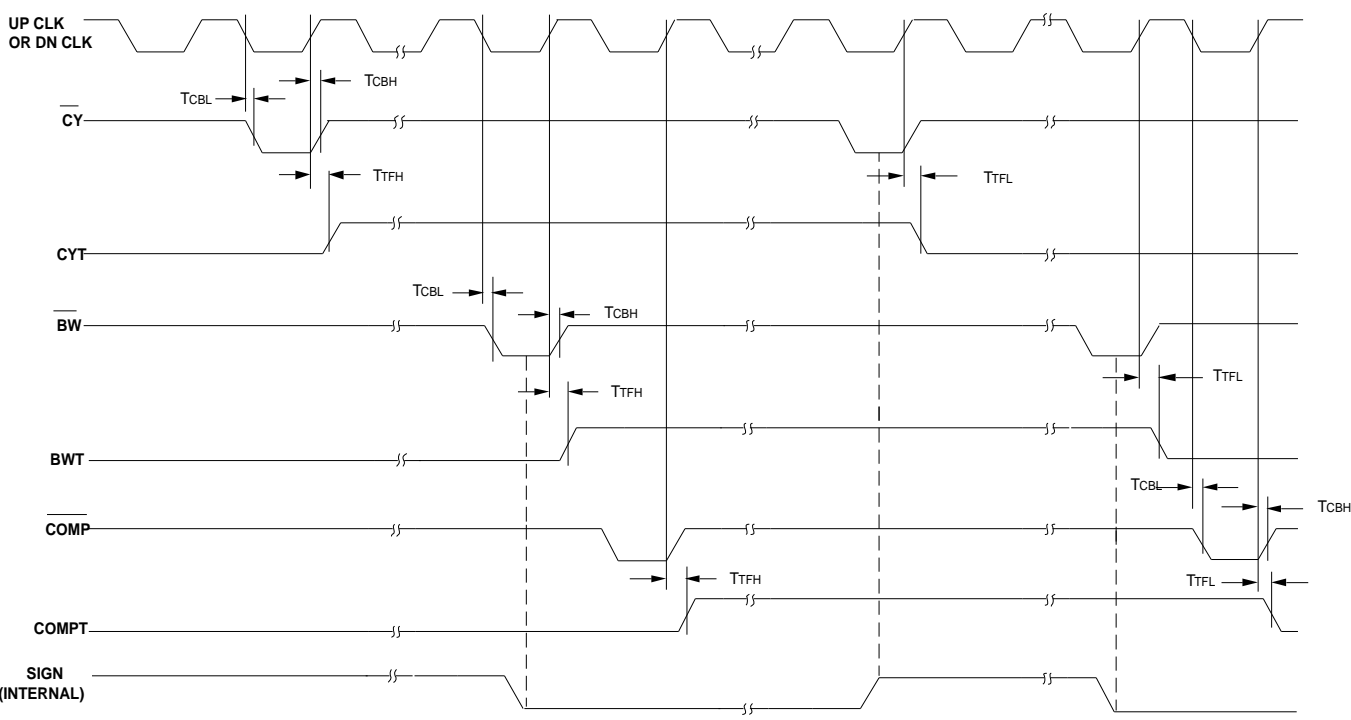 UP CLK
OR DN CLK
TCBH
TCBL
CY
TTFH
TTFL
CYT
TCBL
TCBH
BW
TTFL
TTFH
BWT
TCBL
TCBH
COMP
TTFH
TTFL
COMPT
SIGN
(INTERNAL)